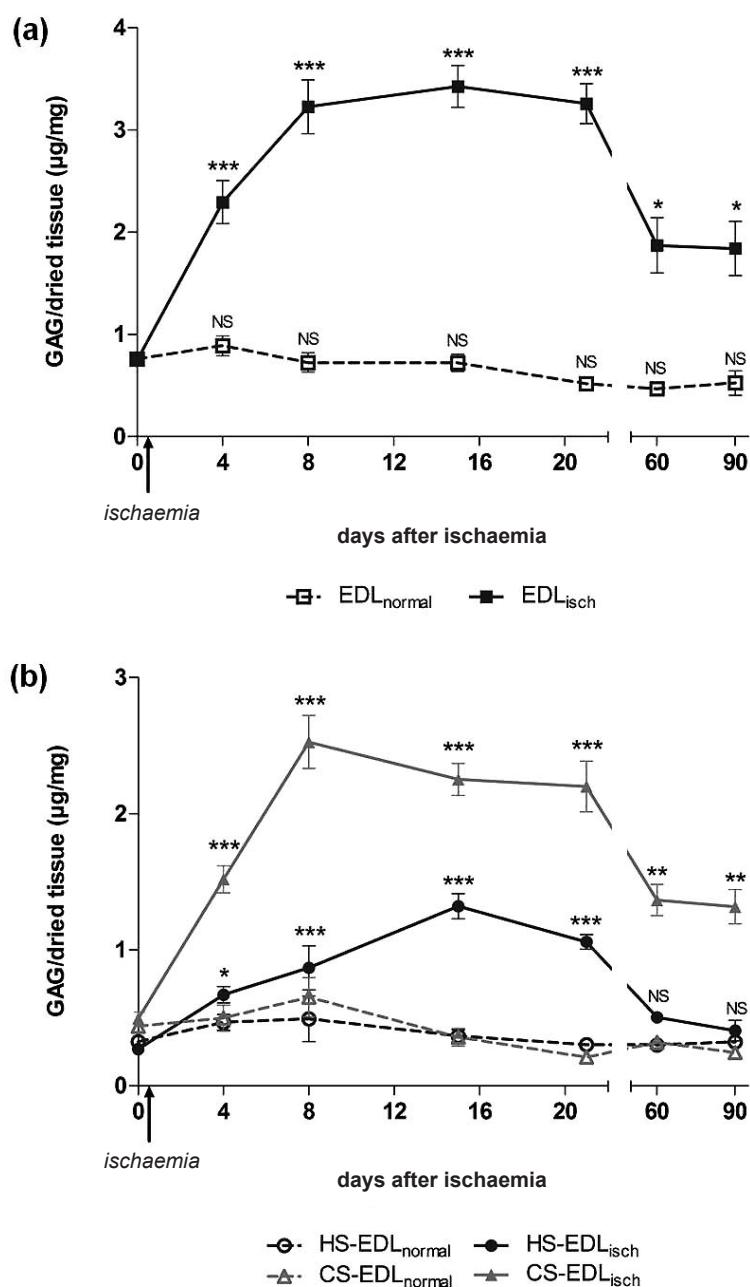 (a)
GAG/dried tissue (µg/mg)
4
3
2
1
0
***
***
***
***
*
*
NS
NS
NS
NS
NS
NS
0 4 8 12 16 20 60 90
ischaemia
days after ischaemia
EDLnormal EDLisch
(b)
GAG/dried tissue (µg/mg)
3
2
1
0
***
***
***
***
**
**
*
***
***
***
NS
NS
0 4 8 12 16 20 60 90
ischaemia
days after ischaemia
HS-EDLnormal HS-EDLisch
CS-EDLnormal CS-EDLisch